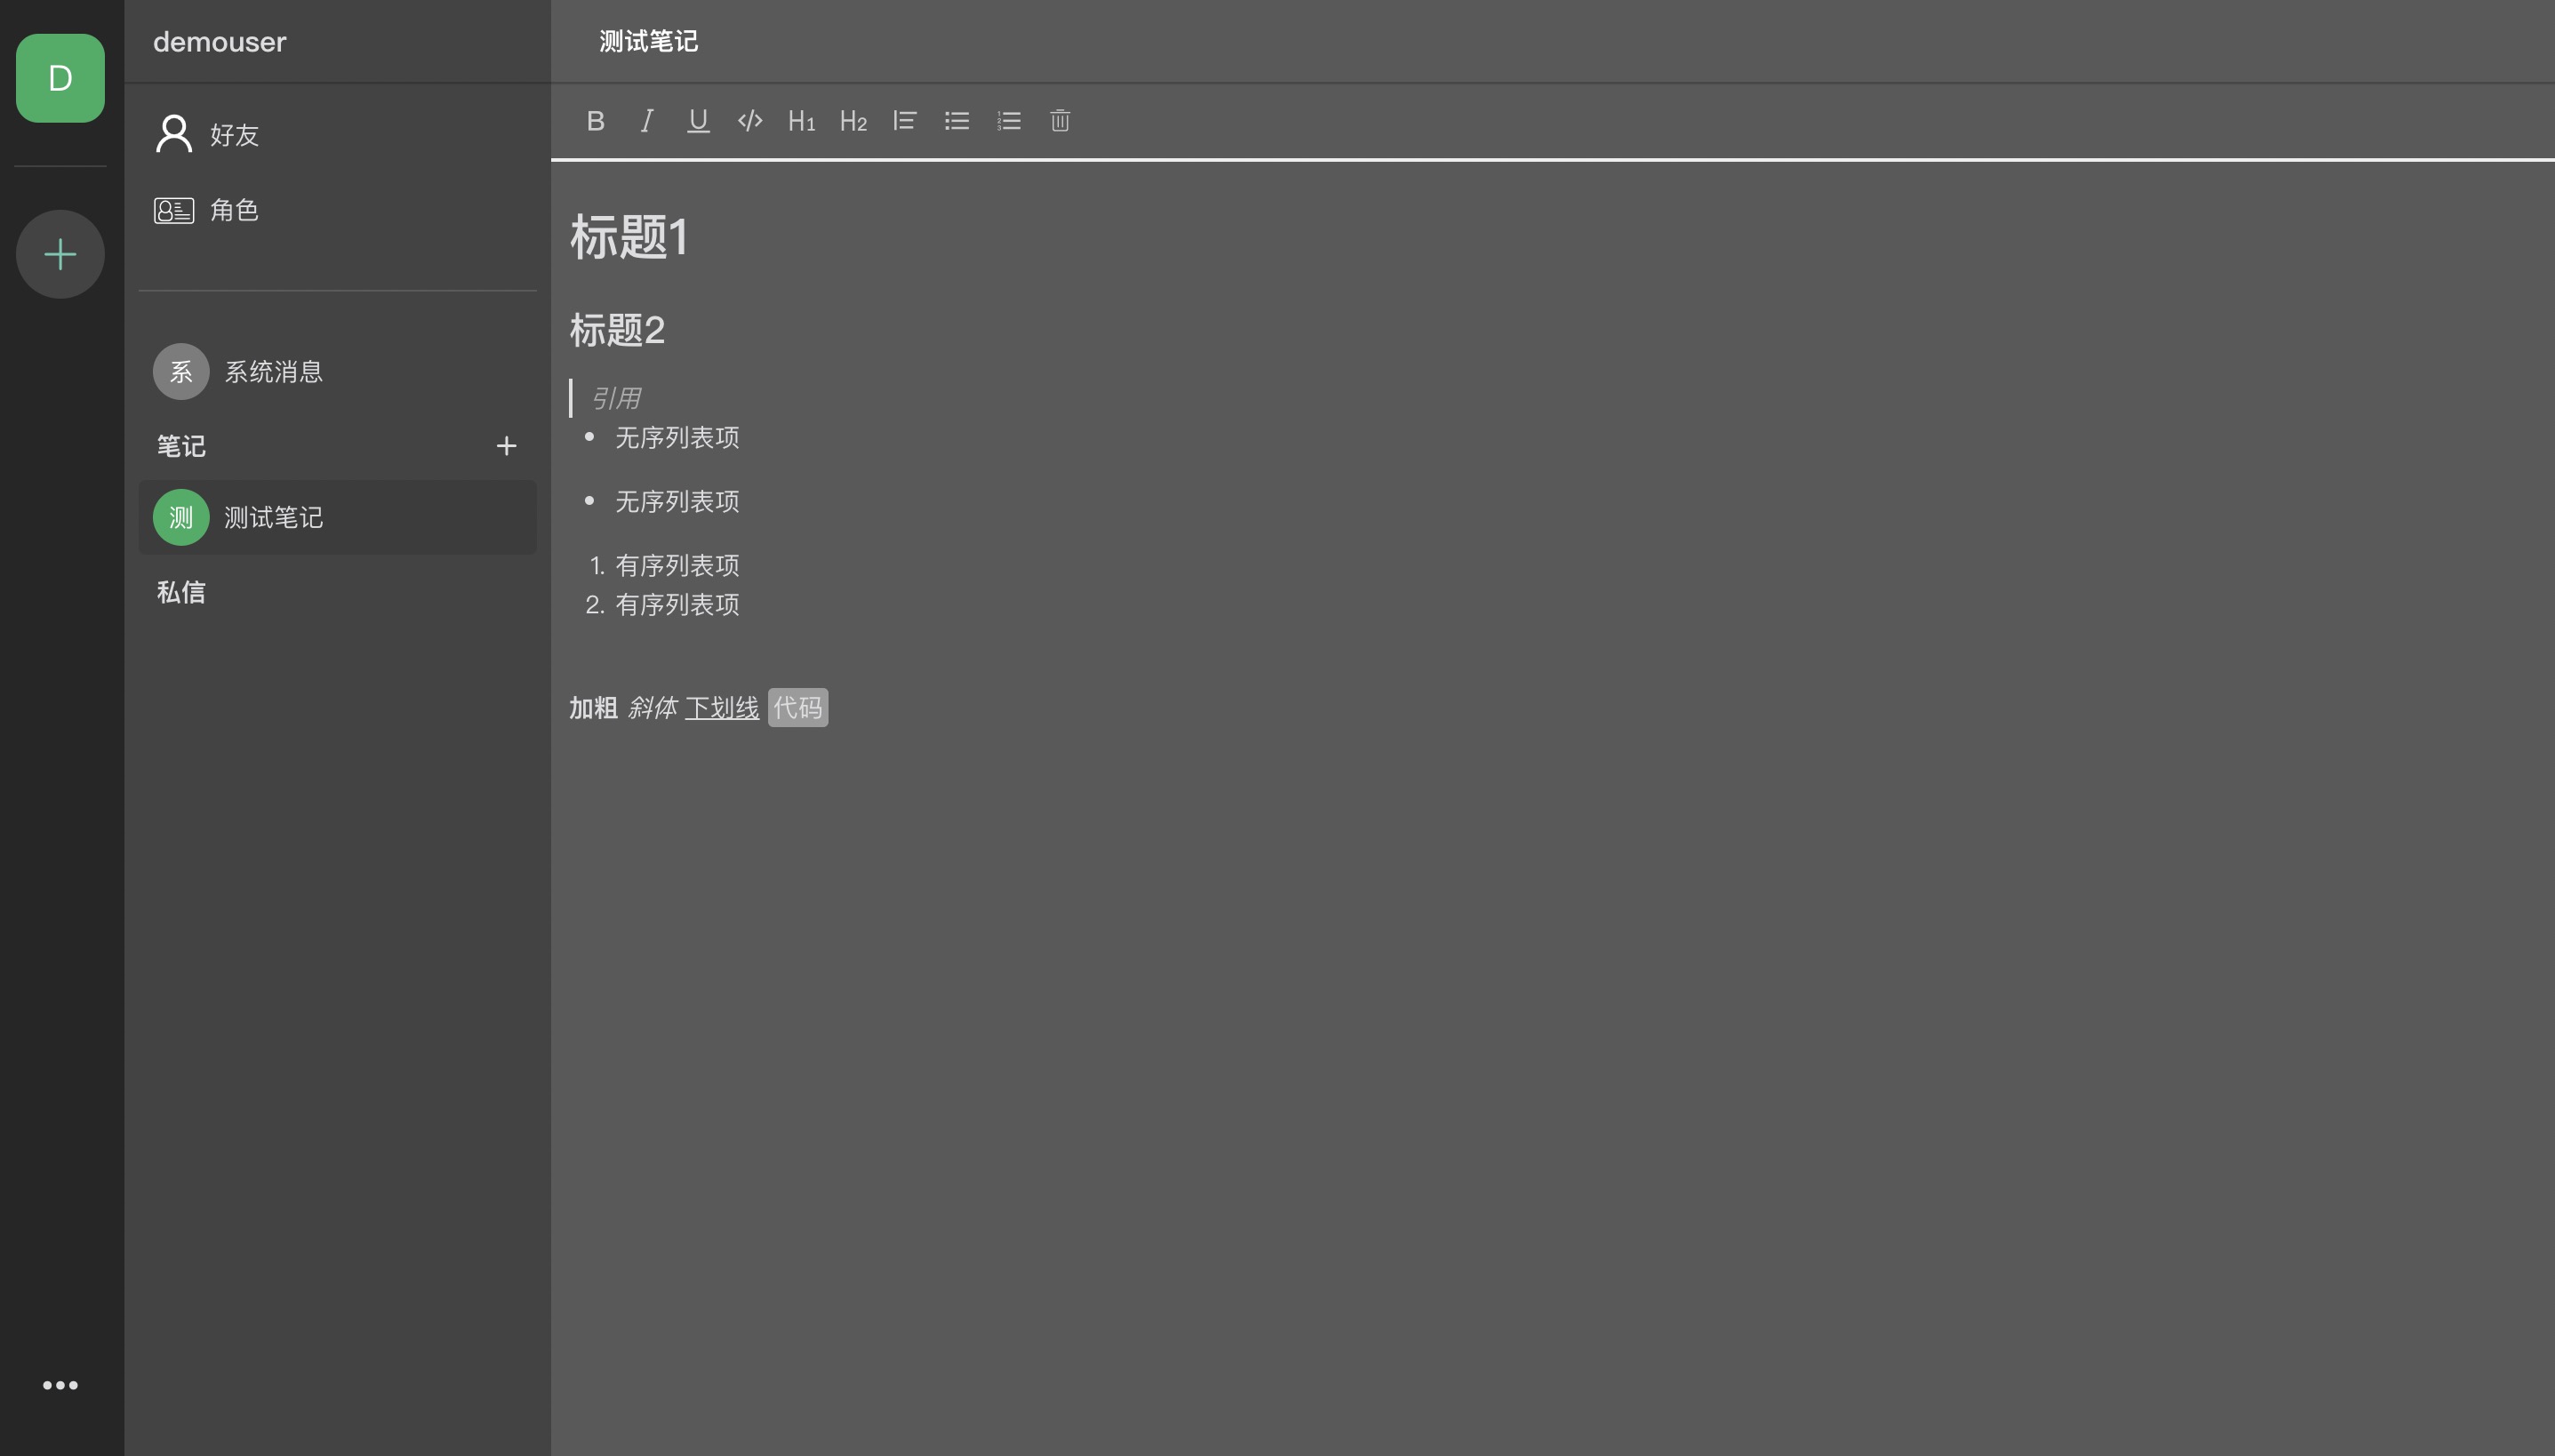 D
demouser
好友
角色
系 系统消息
笔记
测 测试笔记
私信
测试笔记
B I U </> H1 H2
标题1
标题2
引用
• 无序列表项
• 无序列表项
1. 有序列表项
2. 有序列表项
加粗 斜体 下划线 代码